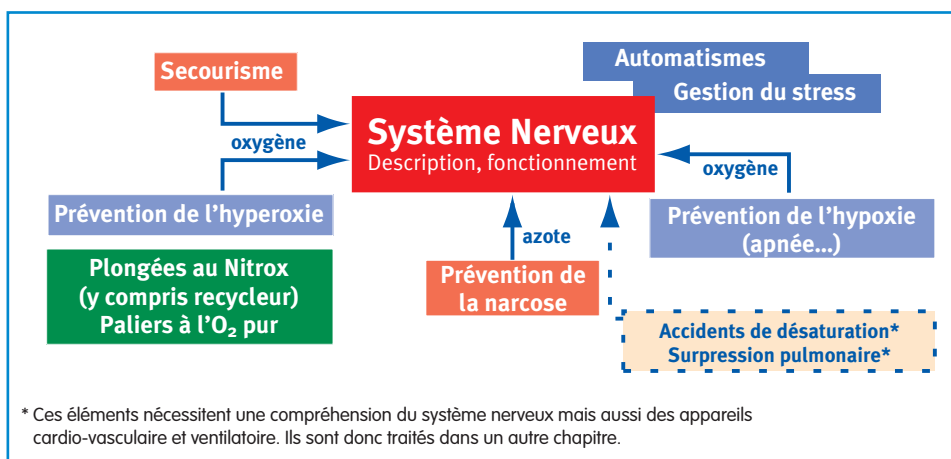 Secourisme
Automatismes
Gestion du stress
oxygène
Système Nerveux
Description, fonctionnement
oxygène
Prévention de l’hyperoxie
Prévention de l’hypoxie
(apnée...)
azote
Plongées au Nitrox
(y compris recycleur)
Paliers à l’O₂ pur
Prévention de
la narcose
Accidents de désaturation*
Surpression pulmonaire*
* Ces éléments nécessitent une compréhension du système nerveux mais aussi des appareils
cardio-vasculaire et ventilatoire. Ils sont donc traités dans un autre chapitre.